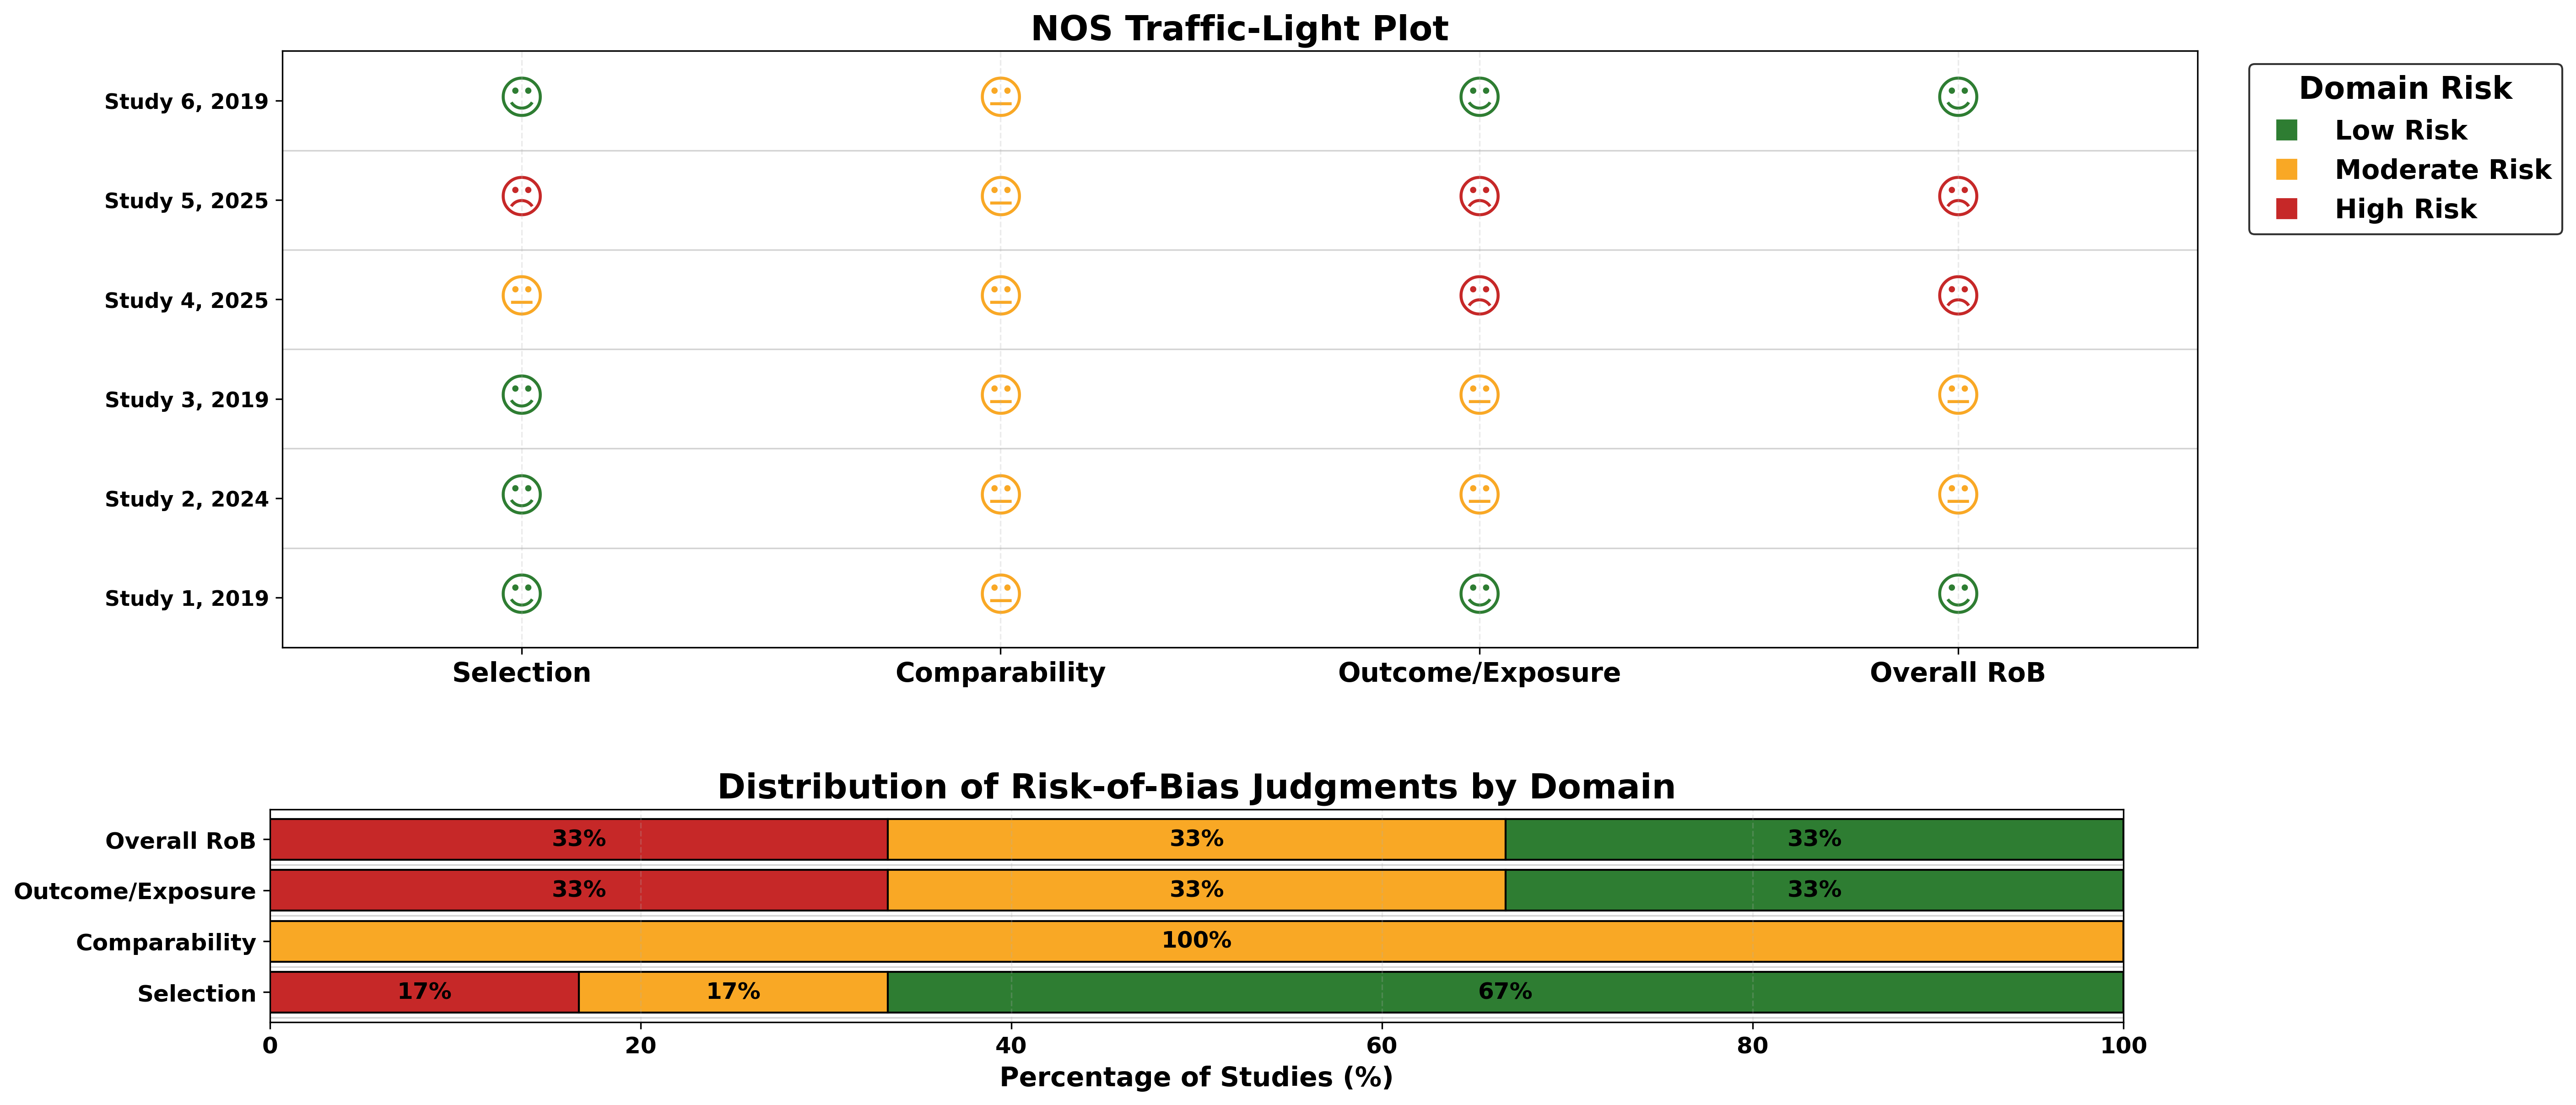 NOS Traffic-Light Plot
Study 6, 2019
Study 5, 2025
Study 4, 2025
Study 3, 2019
Study 2, 2024
Study 1, 2019
Selection Comparability Outcome/Exposure Overall RoB
Domain Risk
Low Risk
Moderate Risk
High Risk
Distribution of Risk-of-Bias Judgments by Domain
Overall RoB 33% 33% 33%
Outcome/Exposure 33% 33% 33%
Comparability 100%
Selection 17% 17% 67%
0 20 40 60 80 100
Percentage of Studies (%)